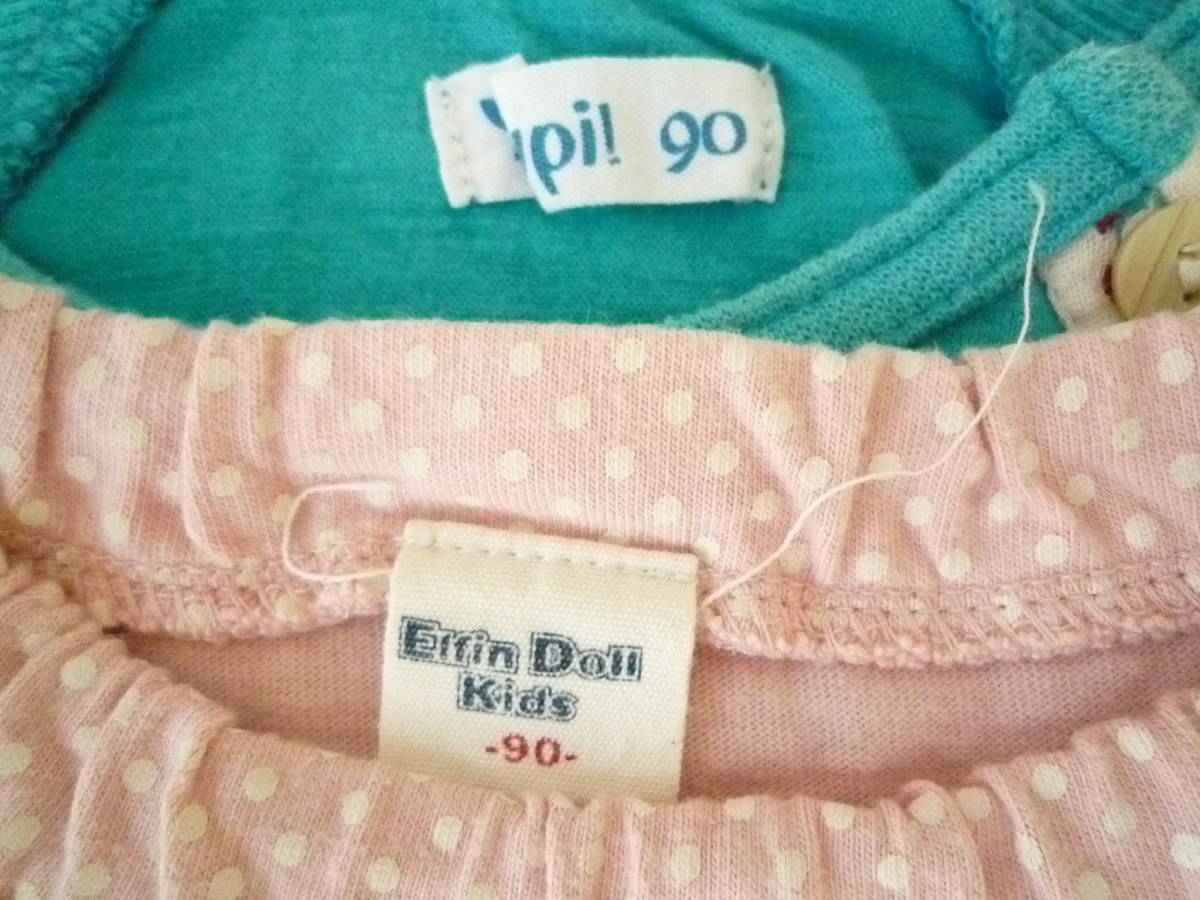 pi! 90
Elfin Doll
Kids
-90-